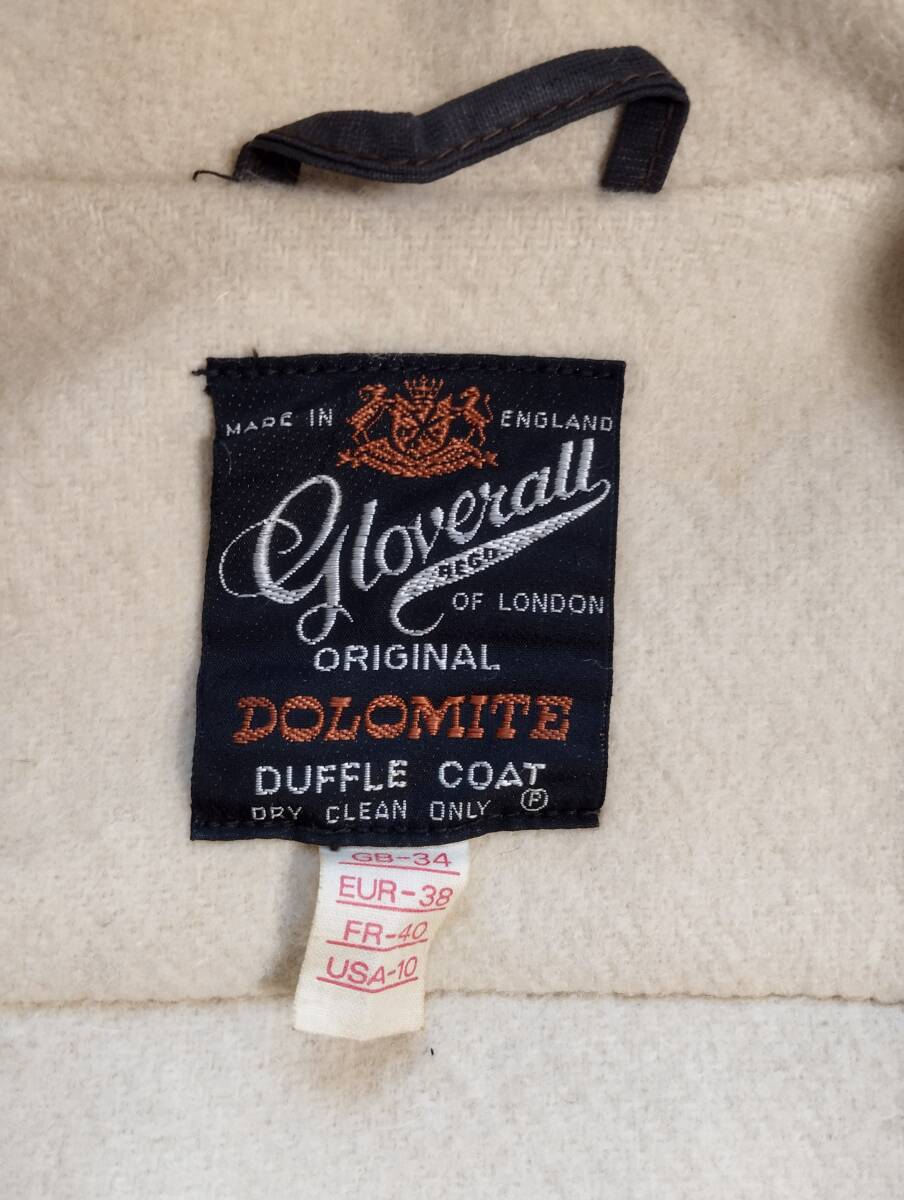 MADE IN ENGLAND
Gloverall
REGD
OF LONDON
ORIGINAL
DOLOMITE
DUFFLE COAT
DRY CLEAN ONLY Ⓟ
GB-34
EUR-38
FR-40
USA-10